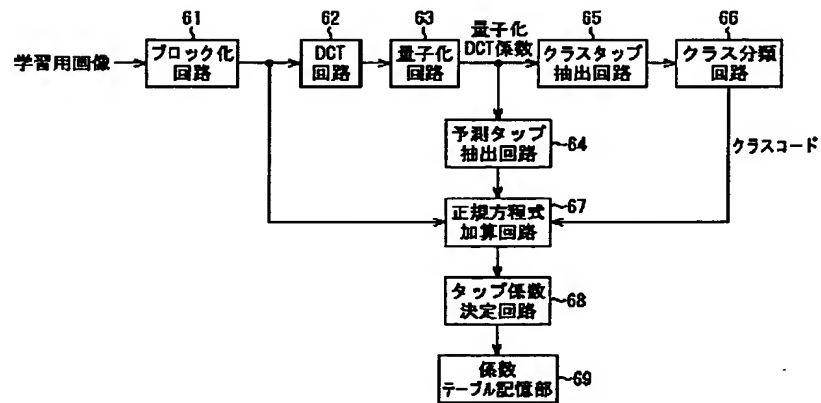 61
62
63
量子化
DCT係数
65
66
学習用画像
ブロック化
回路
DCT
回路
量子化
回路
クラスタップ
抽出回路
クラス分類
回路
予測タップ
抽出回路
64
クラスコード
正規方程式
加算回路
67
タップ係数
決定回路
68
係数
テーブル記憶部
69